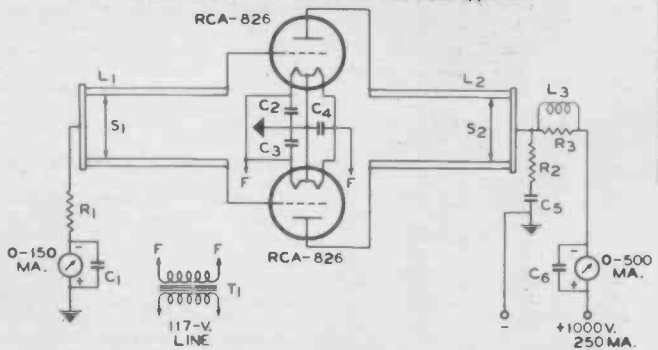 RCA-826
L1
L2
L3
C2
C4
S1
S2
C3
R3
R2
F
F
R1
C5
0-150
MA.
C1
F
F
RCA-826
C6
0-500
MA.
T1
117-V.
LINE
-
+1000V.
250 MA.